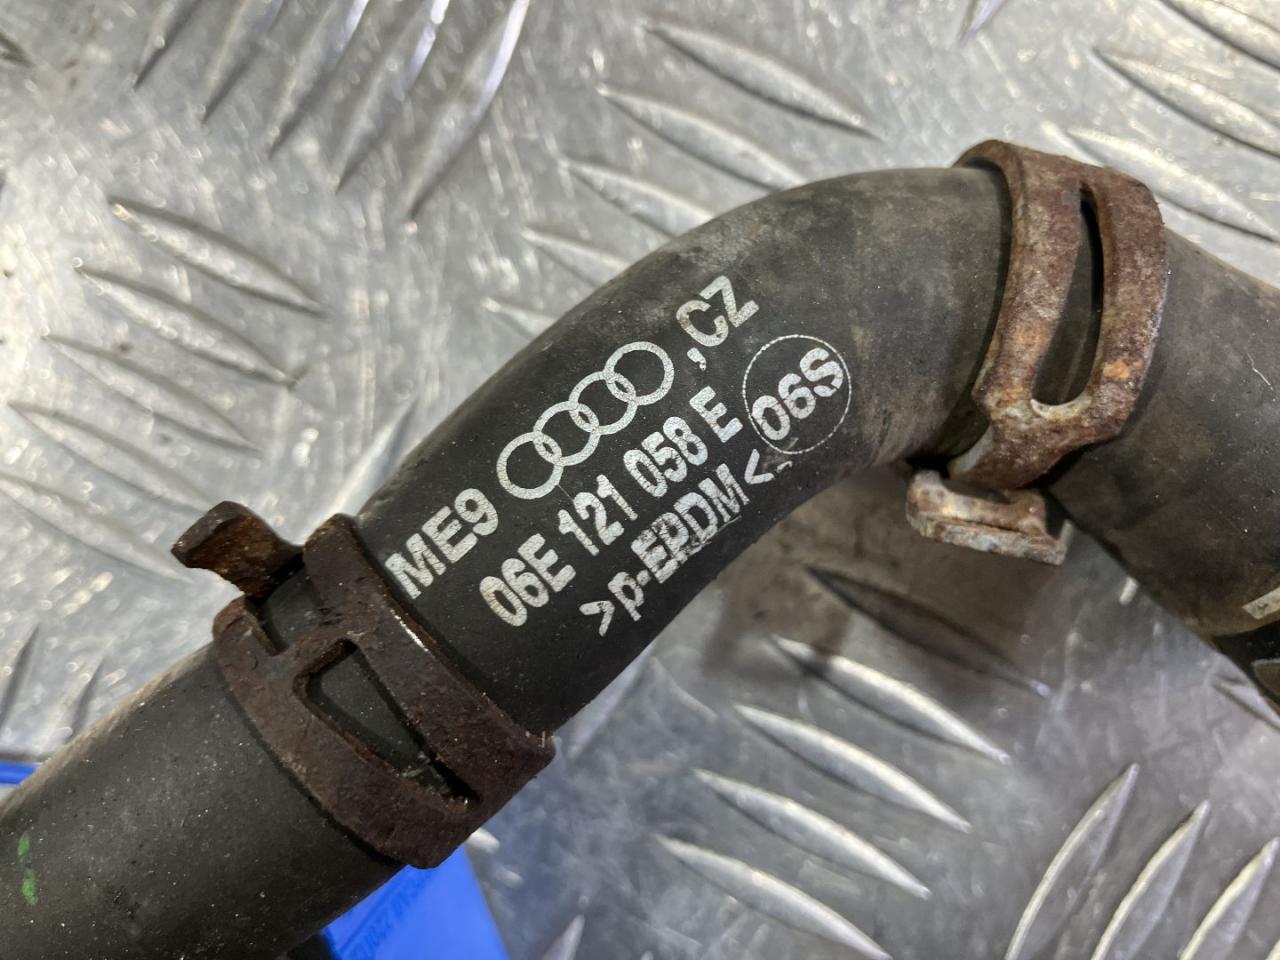 ME9 ,CZ
06E 121 058 E
06S
>p-EPDM<